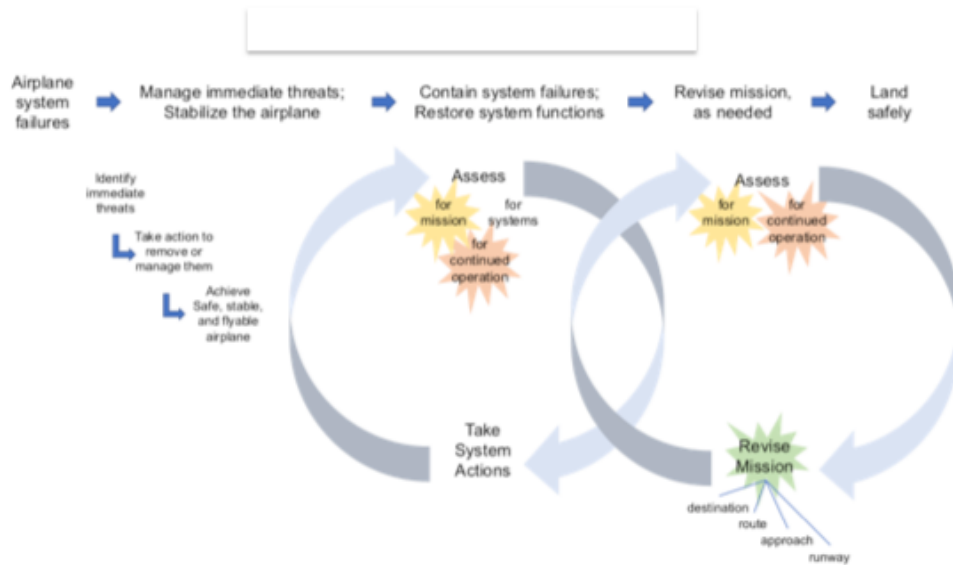 Airplane
system
failures
Manage immediate threats;
Stabilize the airplane
Contain system failures;
Restore system functions
Revise mission,
as needed
Land
safely
Identify
immediate
threats
Take action to
remove or
manage them
Achieve
Safe, stable,
and flyable
airplane
Assess
for
mission
for
systems
for
continued
operation
Take
System
Actions
Assess
for
mission
for
continued
operation
Revise
Mission
destination
route
approach
runway